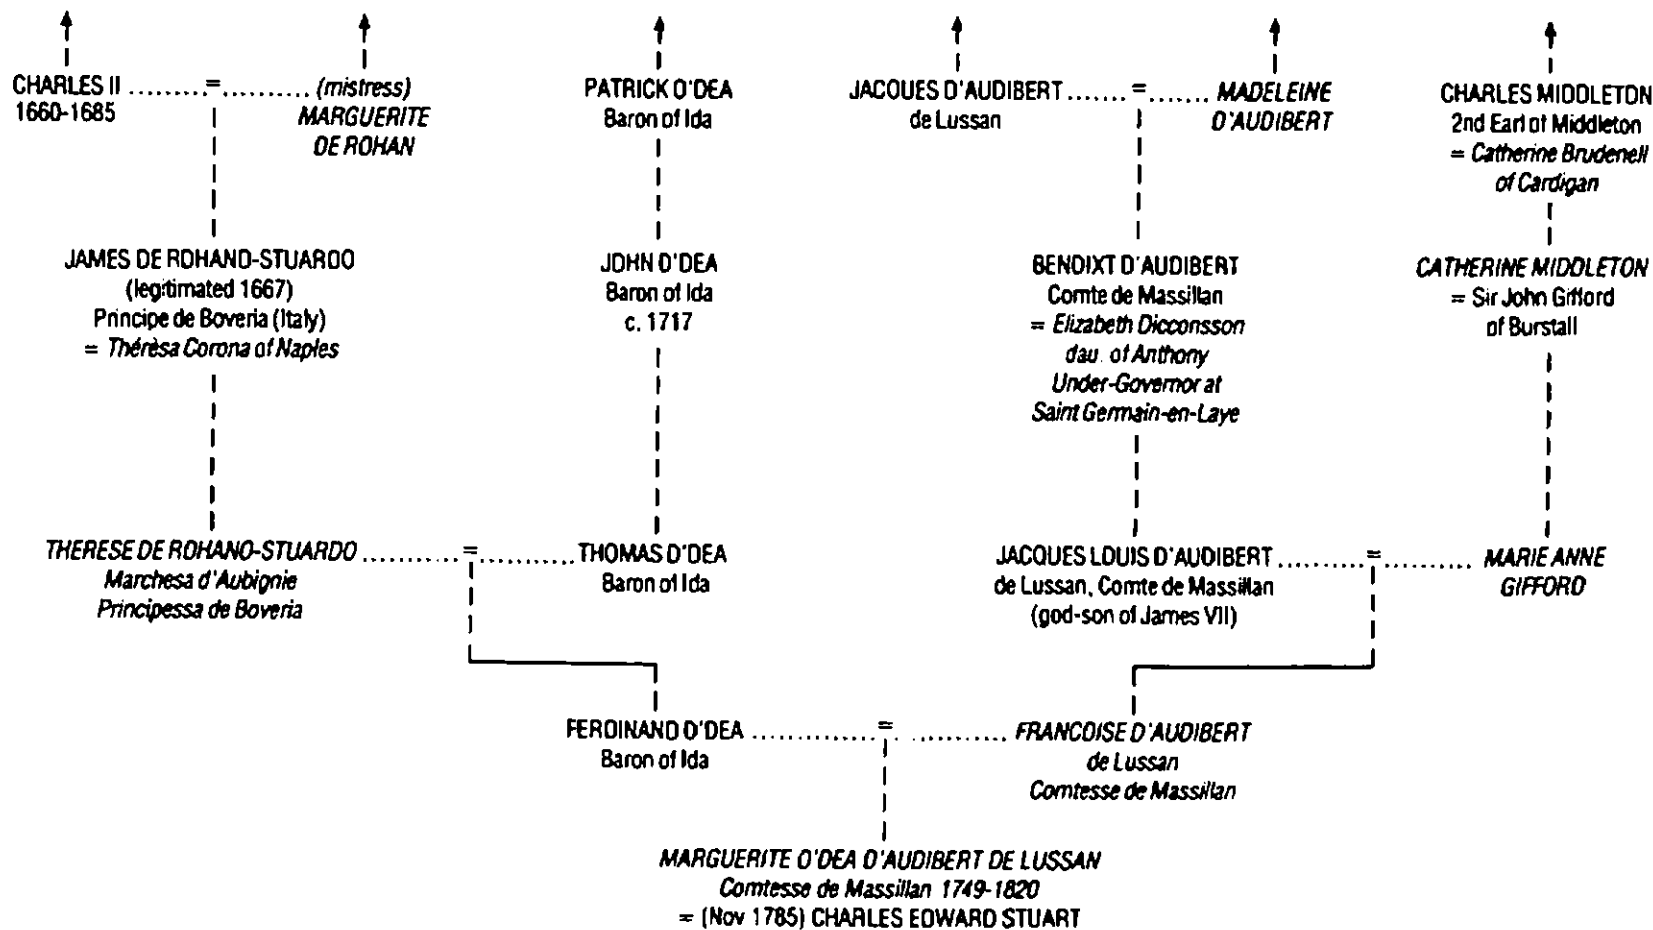 CHARLES II ............ = ............ (mistress)
1660-1685
MARGUERITE
DE ROHAN
PATRICK O'DEA
Baron of Ida
JACQUES D'AUDIBERT ....... = ....... MADELEINE
de Lussan
D'AUDIBERT
CHARLES MIDDLETON
2nd Earl of Middleton
= Catherine Brudenell
of Cardigan
JAMES DE ROHANO-STUARDO
(legitimated 1667)
Principe de Boveria (Italy)
= Thérèsa Corona of Naples
JOHN O'DEA
Baron of Ida
c. 1717
BENOIXT D'AUDIBERT
Comte de Massillan
= Elizabeth Dicconsson
dau. of Anthony
Under-Governor at
Saint Germain-en-Laye
CATHERINE MIDDLETON
= Sir John Gifford
of Burstall
THERESE DE ROHANO-STUARDO ............ = ............ THOMAS O'DEA
Marchesa d'Aubignie
Principessa de Boveria
Baron of Ida
JACQUES LOUIS D'AUDIBERT ............ = ............ MARIE ANNE
de Lussan, Comte de Massillan
(god-son of James VII)
GIFFORD
FERDINAND O'DEA ............... = ............... FRANCOISE D'AUDIBERT
Baron of Ida
de Lussan
Comtesse de Massillan
MARGUERITE O'DEA D'AUDIBERT DE LUSSAN
Comtesse de Massillan 1749-1820
= (Nov 1785) CHARLES EDWARD STUART